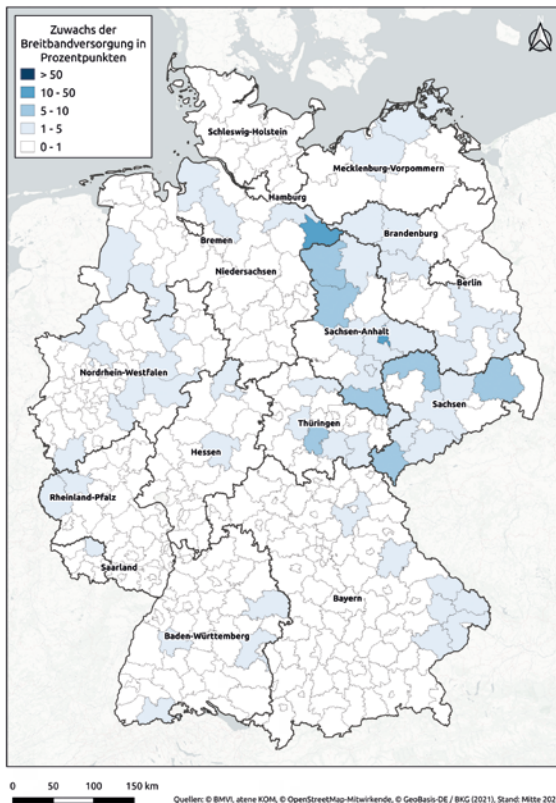 Zuwachs der
Breitbandversorgung in
Prozentpunkten
> 50
10 - 50
5 - 10
1 - 5
0 - 1
Schleswig-Holstein
Mecklenburg-Vorpommern
Hamburg
Bremen
Brandenburg
Niedersachsen
Berlin
Sachsen-Anhalt
Nordrhein-Westfalen
Sachsen
Thüringen
Hessen
Rheinland-Pfalz
Saarland
Bayern
Baden-Württemberg
0 50 100 150 km
Quellen: © BMVI, atene KOM, © OpenStreetMap-Mitwirkende, © GeoBasis-DE / BKG (2021), Stand: Mitte 202